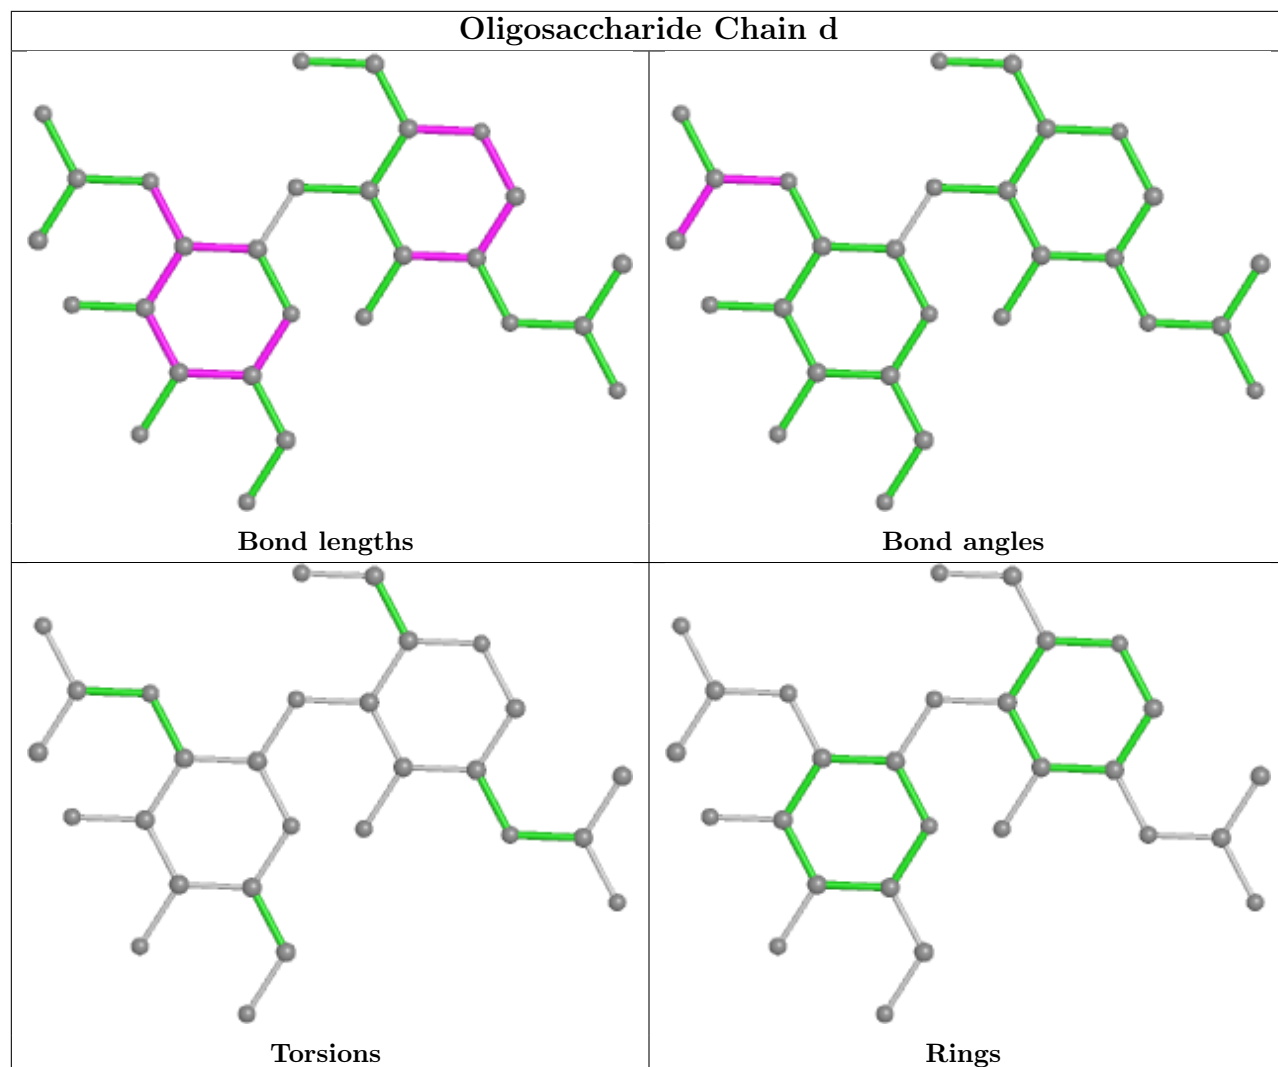 Oligosaccharide Chain d
Bond lengths
Bond angles
Torsions
Rings